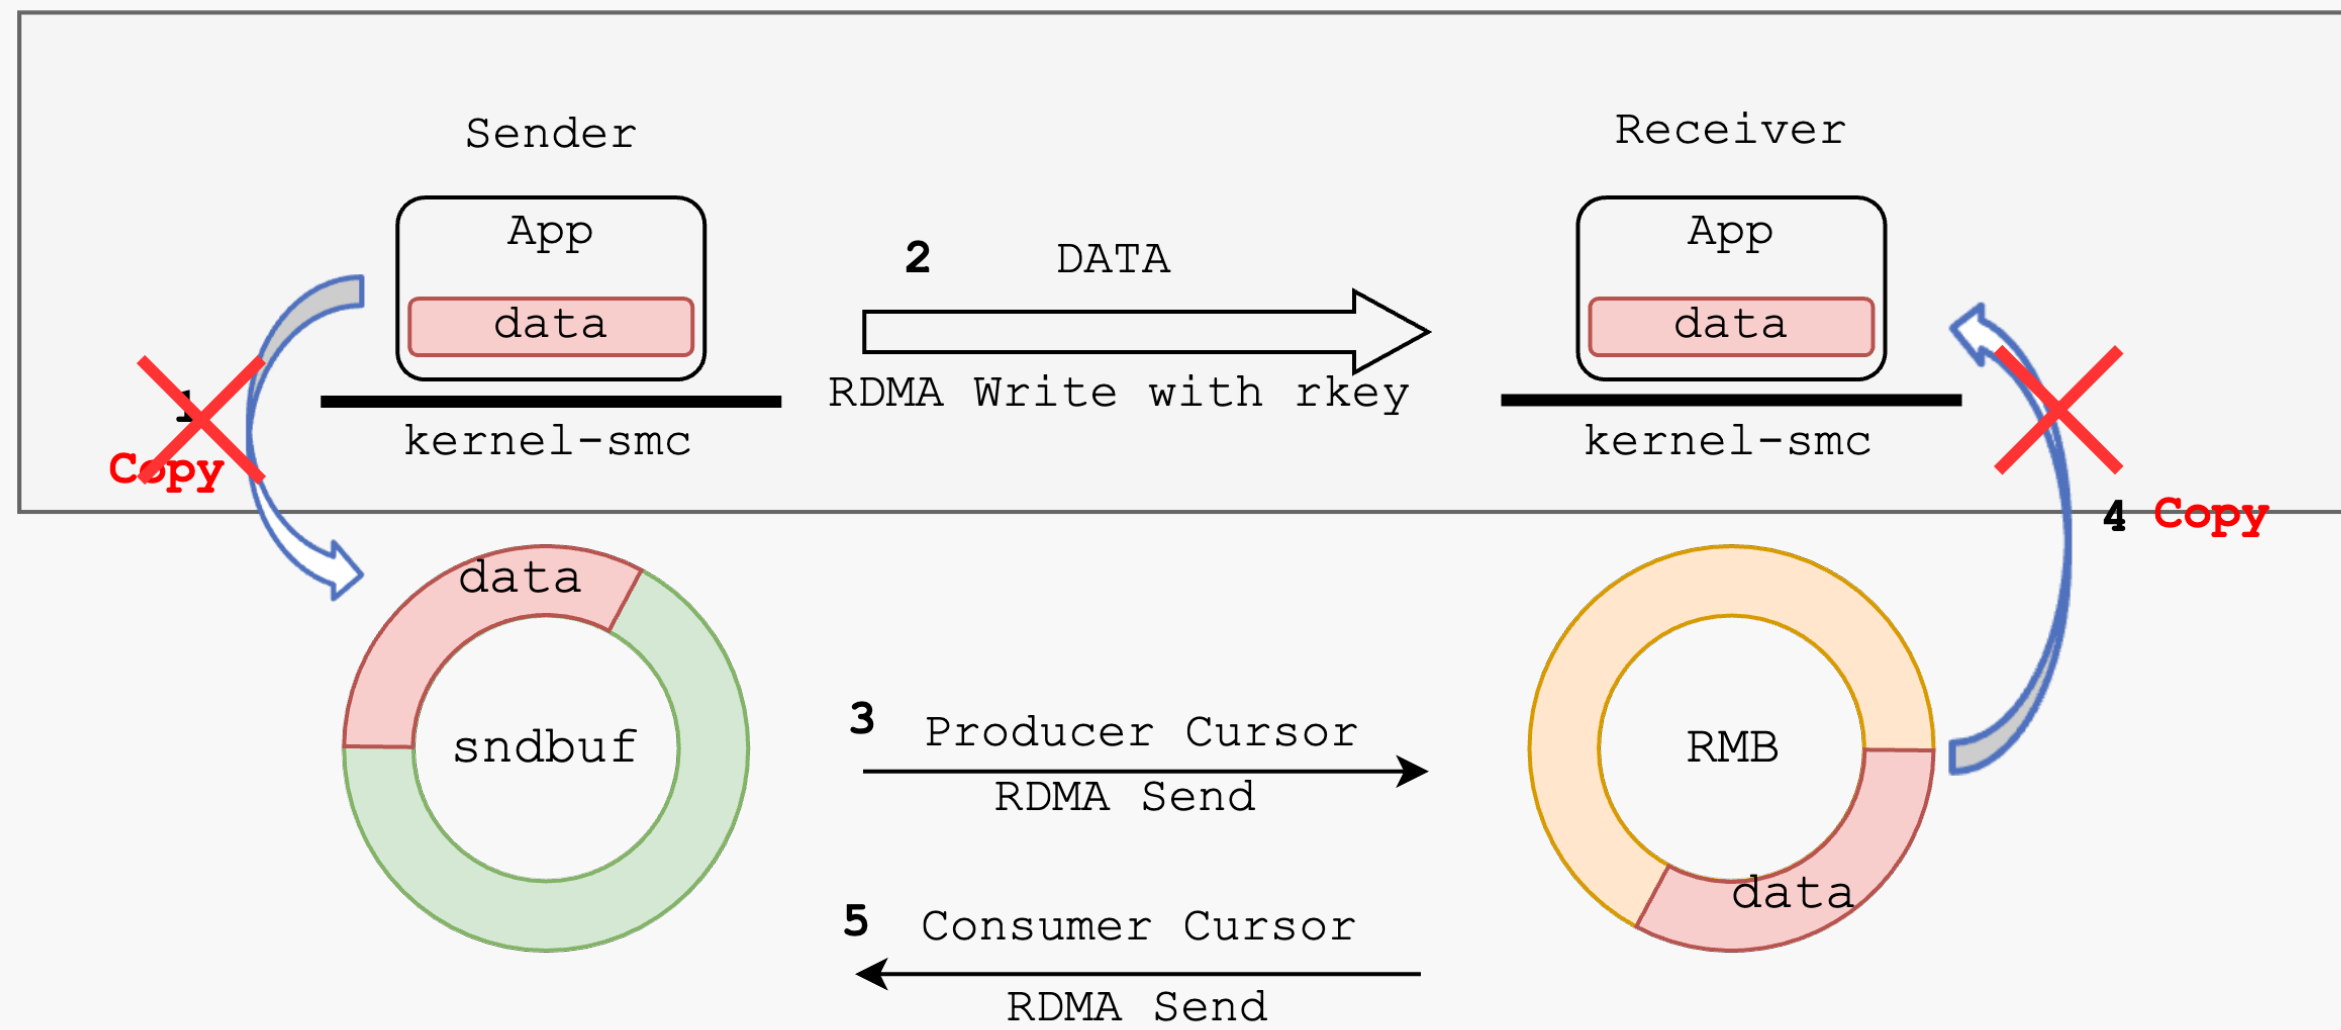 Sender
Receiver
App
data
kernel-smc
1
Copy
2
DATA
RDMA Write with rkey
App
data
kernel-smc
4 Copy
data
sndbuf
3
Producer Cursor
RDMA Send
5
Consumer Cursor
RDMA Send
RMB
data